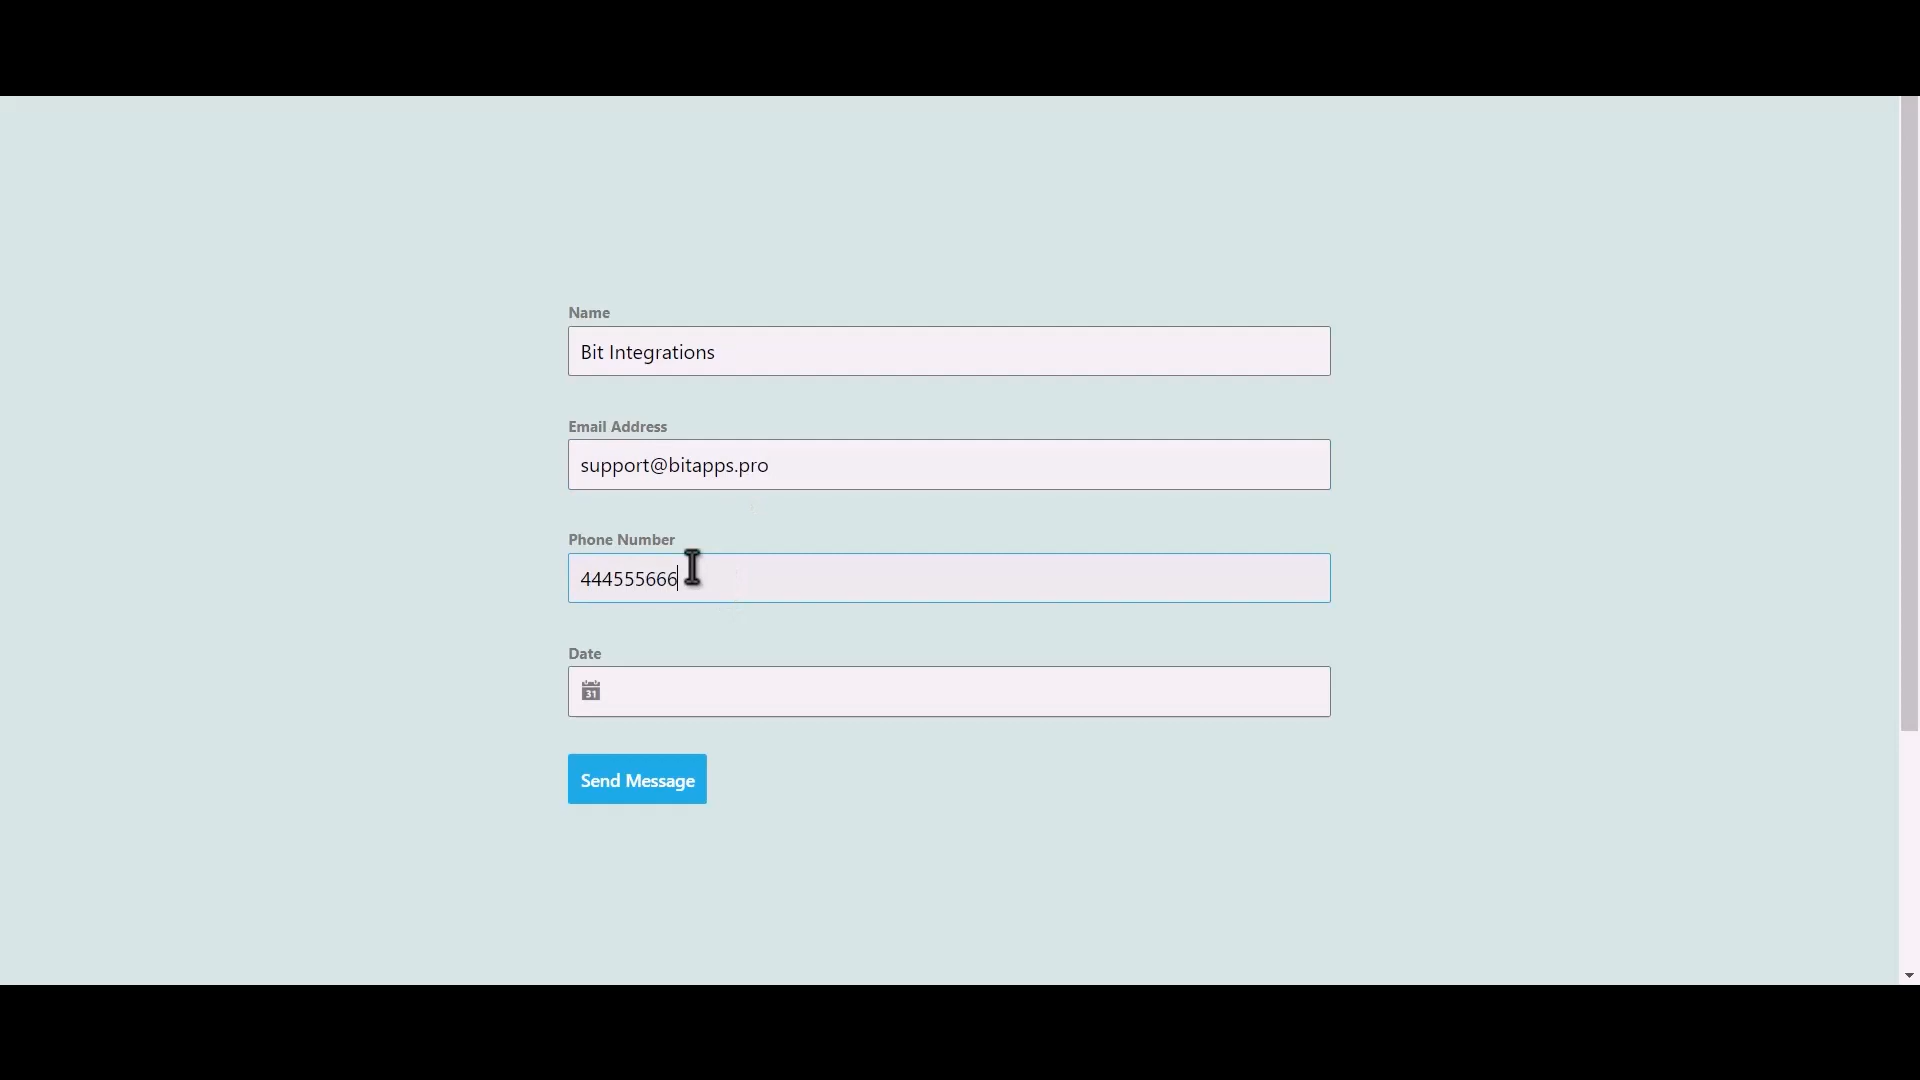 Name
Bit Integrations
Email Address
support@bitapps.pro
Phone Number
444555666
Date
31
Send Message